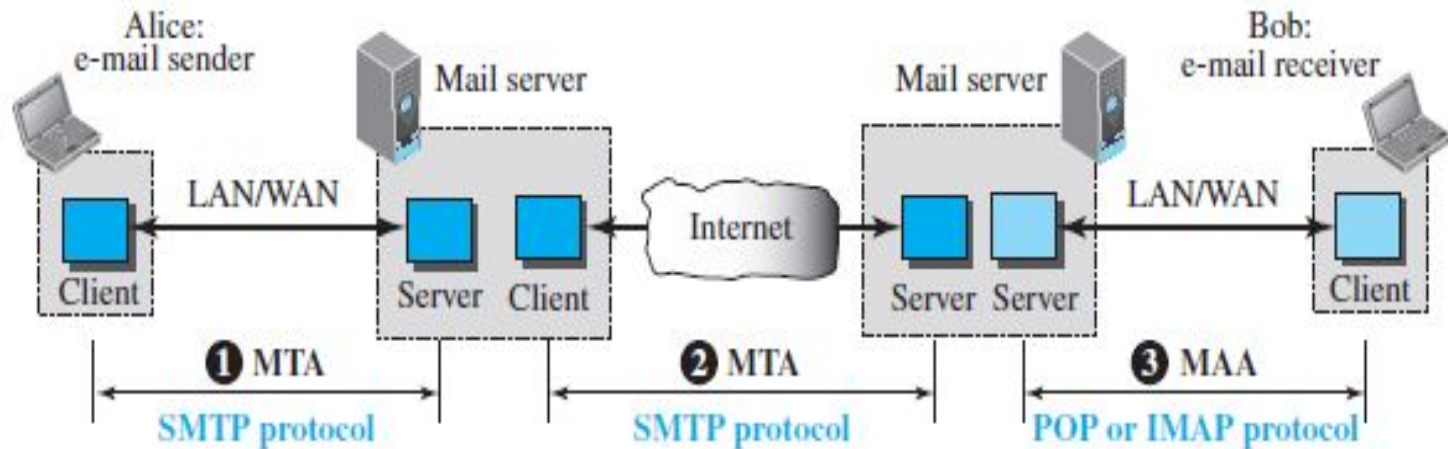 Alice:
e-mail sender
Bob:
e-mail receiver
Mail server
Mail server
LAN/WAN
Internet
LAN/WAN
Client
Server
Client
Server
Server
Client
1 MTA
2 MTA
3 MAA
SMTP protocol
SMTP protocol
POP or IMAP protocol